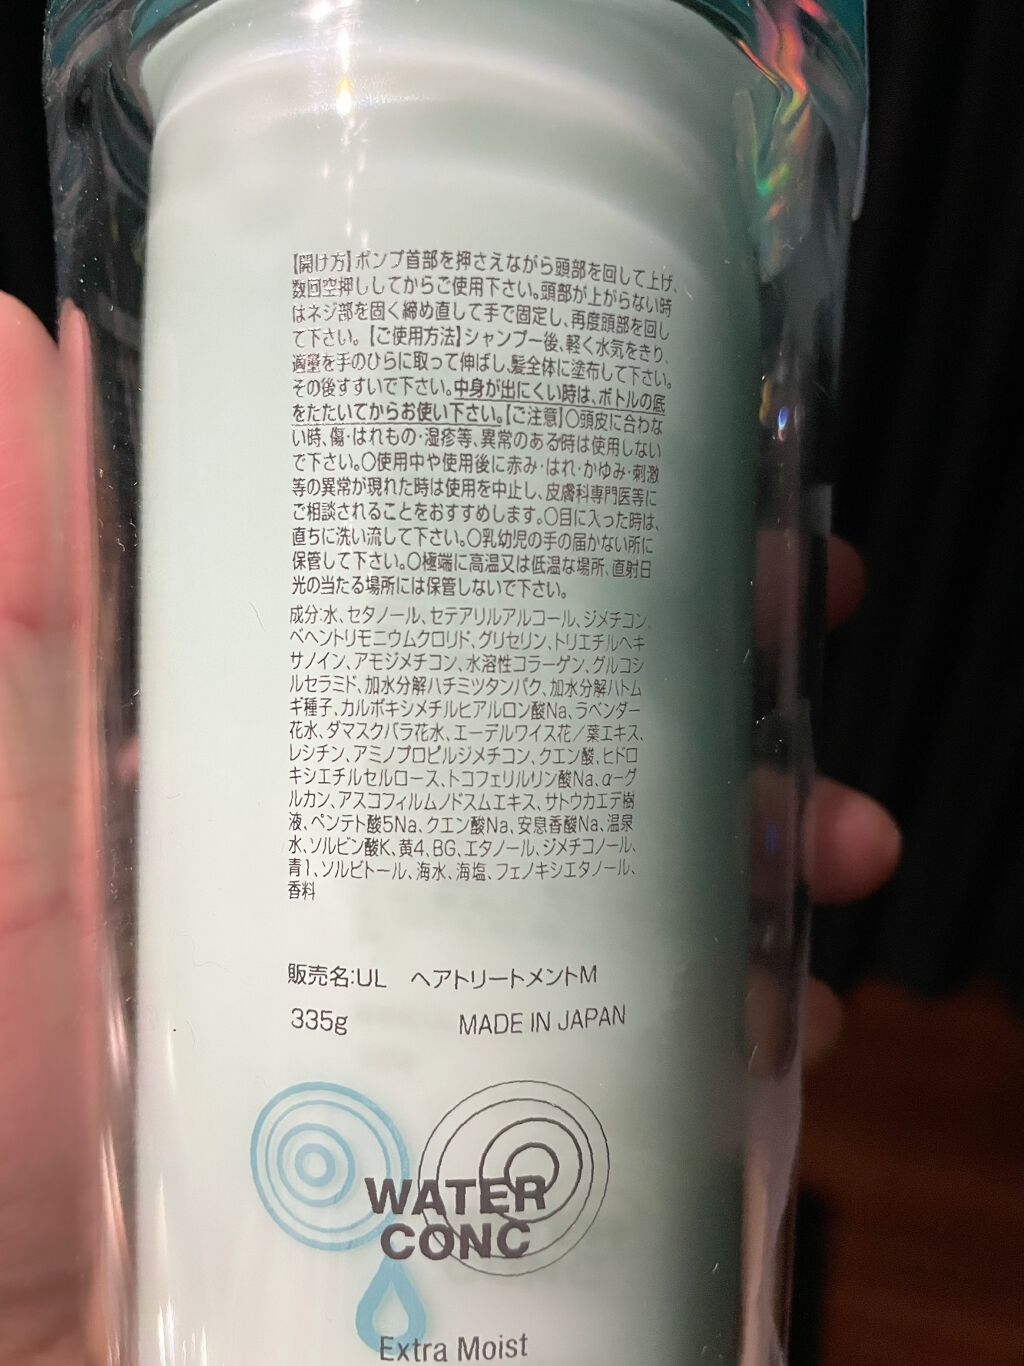 【開け方】ポンプ首部を押さえながら頭部を回して上げ、
数回空押ししてからご使用下さい。頭部が上がらない時
はネジ部を固く締め直して手で固定し、再度頭部を回し
て下さい。【ご使用方法】シャンプー後、軽く水気をきり、
適量を手のひらに取って伸ばし、髪全体に塗布して下さい。
その後すすいで下さい。中身が出にくい時は、ボトルの底
をたたいてからお使い下さい。【ご注意】○頭皮に合わな
い時、傷・はれもの・湿疹等、異常のある時は使用しない
で下さい。○使用中や使用後に赤み・はれ・かゆみ・刺激
等の異常が現れた時は使用を中止し、皮膚科専門医等に
ご相談されることをおすすめします。○目に入った時は、
直ちに洗い流して下さい。○乳幼児の手の届かない所に
保管して下さい。○極端に高温又は低温な場所、直射日
光の当たる場所には保管しないで下さい。
成分:水、セタノール、セテアリルアルコール、ジメチコン、
ベヘントリモニウムクロリド、グリセリン、トリエチルヘキ
サノイン、アモジメチコン、水溶性コラーゲン、グルコシ
ルセラミド、加水分解ハチミツタンパク、加水分解ハトム
ギ種子、カルボキシメチルヒアルロン酸Na、ラベンダー
花水、ダマスクバラ花水、エーデルワイス花/葉エキス、
レシチン、アミノプロピルジメチコン、クエン酸、ヒドロ
キシエチルセルロース、トコフェリルリン酸Na、α-グ
ルカン、アスコフィルムノドスムエキス、サトウカエデ樹
液、ペンテト酸5Na、クエン酸Na、安息香酸Na、温泉
水、ソルビン酸K、黄4、BG、エタノール、ジメチコノール、
青1、ソルビトール、海水、海塩、フェノキシエタノール、
香料
販売名:UL ヘアトリートメントM
335g MADE IN JAPAN
WATER
CONC
Extra Moist